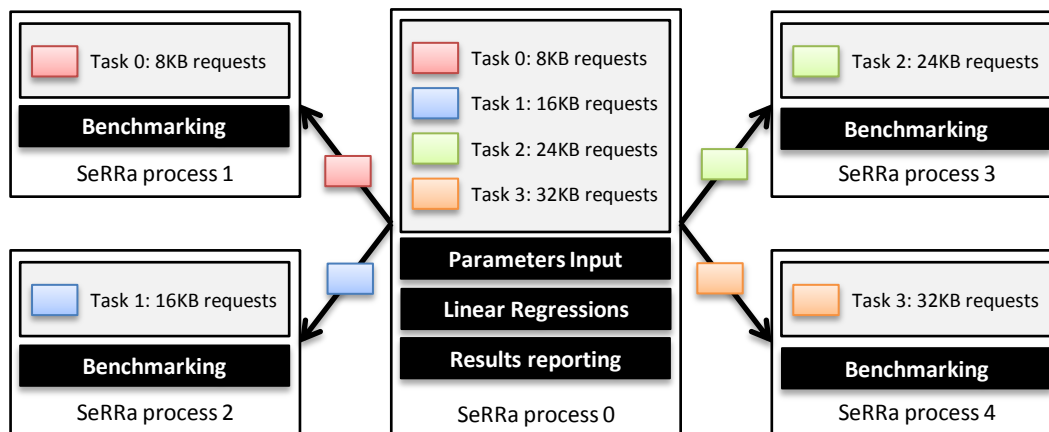 Task 0: 8KB requests
Benchmarking
SeRRa process 1
Task 1: 16KB requests
Benchmarking
SeRRa process 2
Task 0: 8KB requests
Task 1: 16KB requests
Task 2: 24KB requests
Task 3: 32KB requests
Parameters Input
Linear Regressions
Results reporting
SeRRa process 0
Task 2: 24KB requests
Benchmarking
SeRRa process 3
Task 3: 32KB requests
Benchmarking
SeRRa process 4